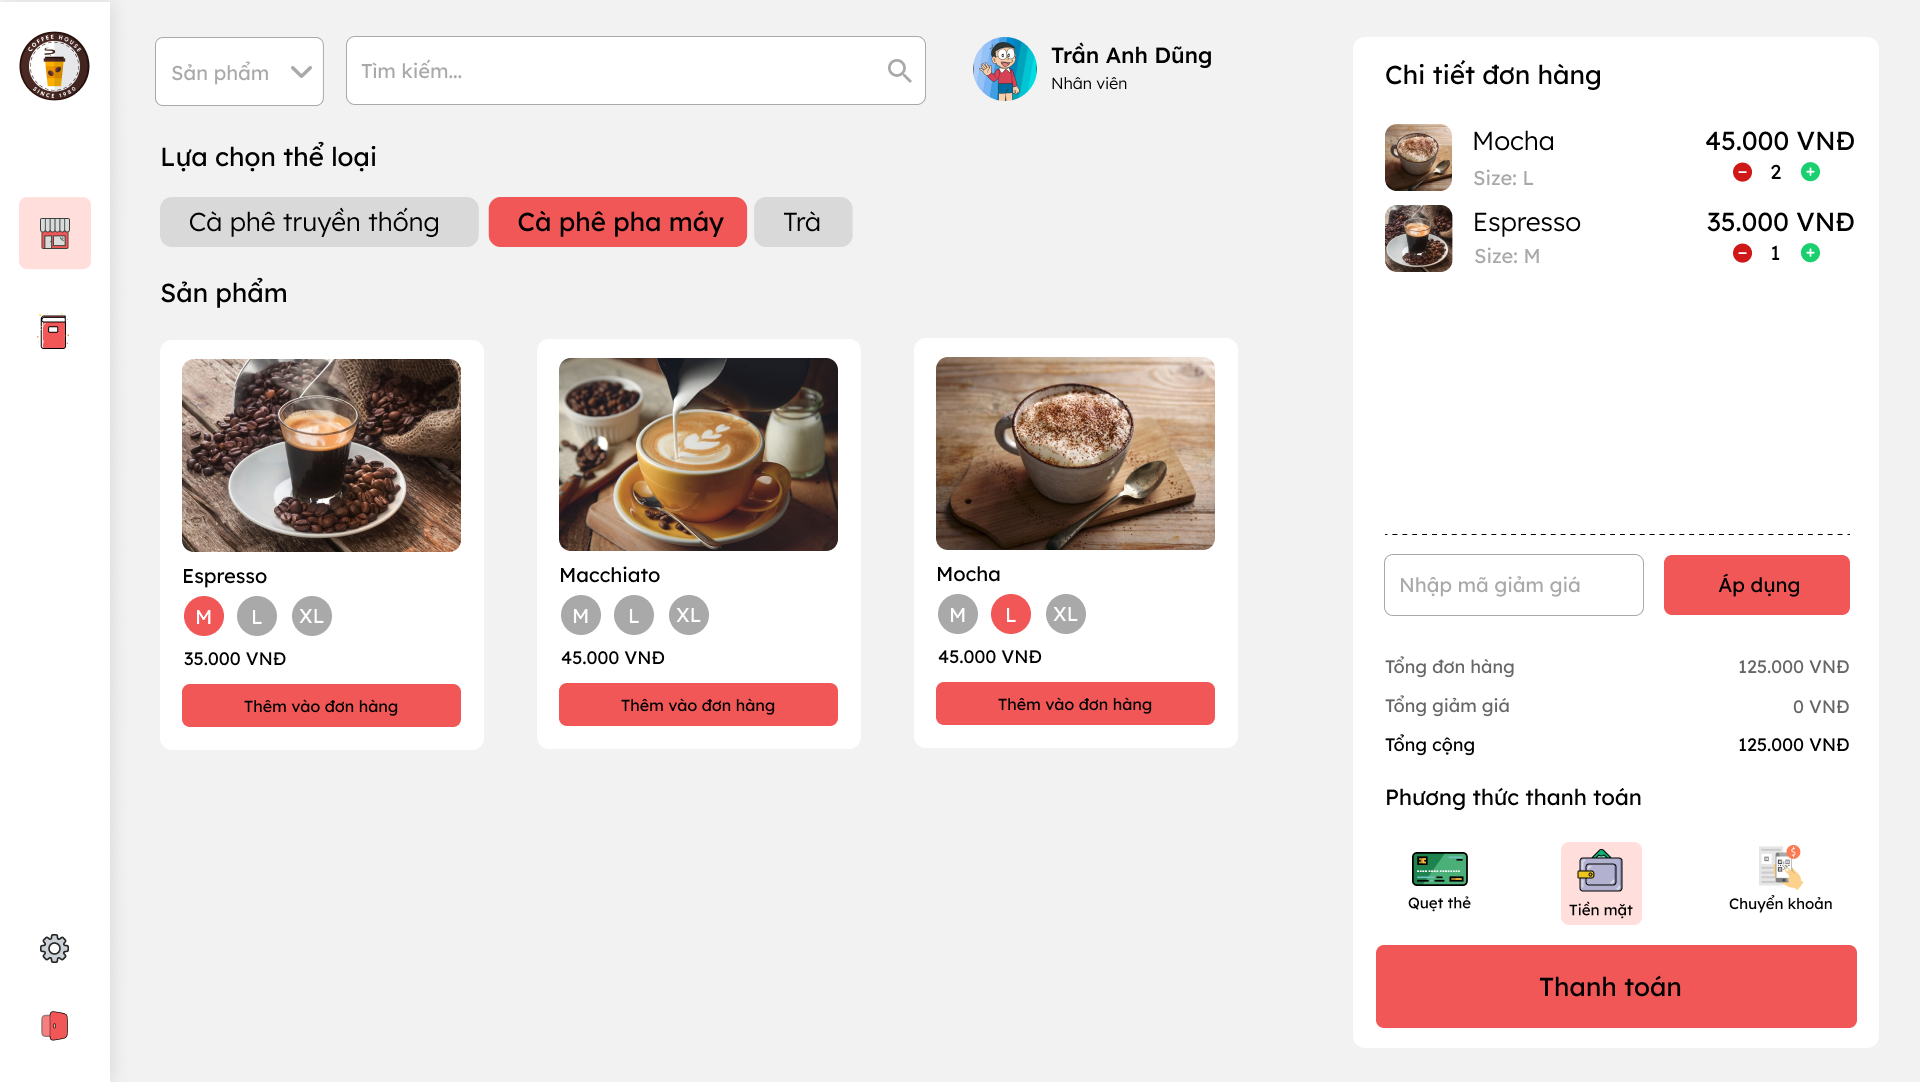 COFFEE HOUSE
SINCE 1980
Sản phẩm
Tìm kiếm...
Trần Anh Dũng
Nhân viên
Lựa chọn thể loại
Cà phê truyền thống
Cà phê pha máy
Trà
Sản phẩm
Espresso
M L XL
35.000 VNĐ
Thêm vào đơn hàng
Macchiato
M L XL
45.000 VNĐ
Thêm vào đơn hàng
Mocha
M L XL
45.000 VNĐ
Thêm vào đơn hàng
Chi tiết đơn hàng
Mocha 45.000 VNĐ
Size: L 2
Espresso 35.000 VNĐ
Size: M 1
Nhập mã giảm giá
Áp dụng
Tổng đơn hàng 125.000 VNĐ
Tổng giảm giá 0 VNĐ
Tổng cộng 125.000 VNĐ
Phương thức thanh toán
Quẹt thẻ
Tiền mặt
Chuyển khoản
Thanh toán